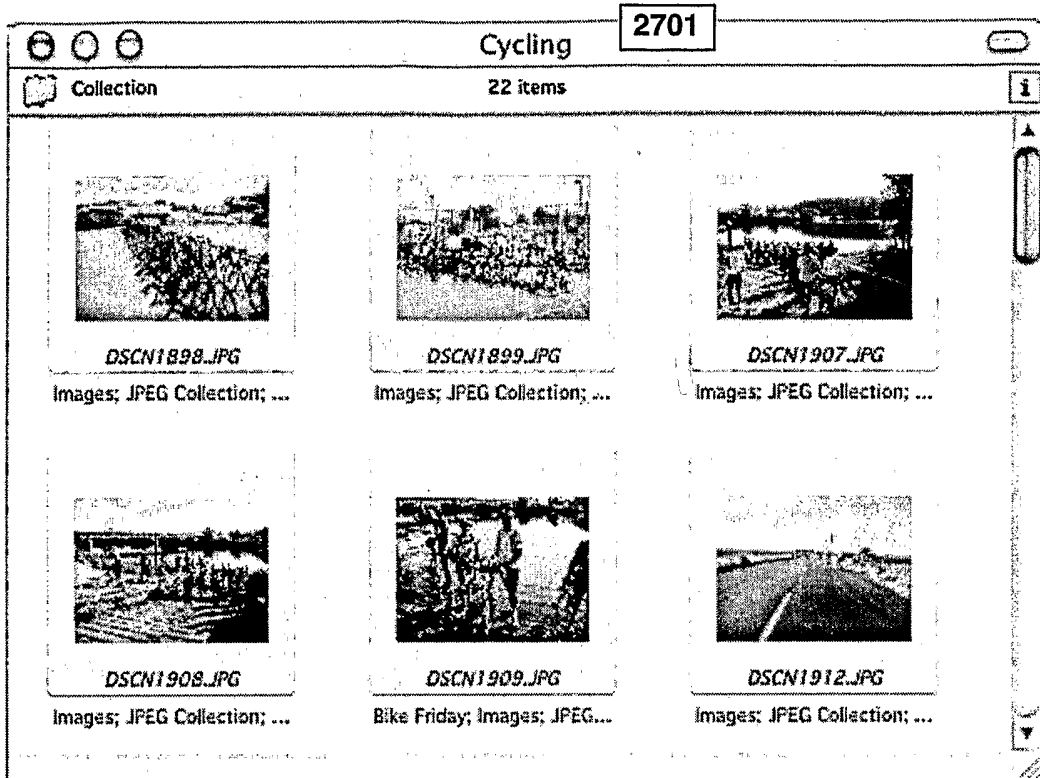 2701
Cycling
Collection 22 items i
DSCN1898.JPG DSCN1899.JPG DSCN1907.JPG
Images; JPEG Collection; ... Images; JPEG Collection; ... Images; JPEG Collection; ...
DSCN1908.JPG DSCN1909.JPG DSCN1912.JPG
Images; JPEG Collection; ... Bike Friday; Images; JPEG... Images; JPEG Collection; ...